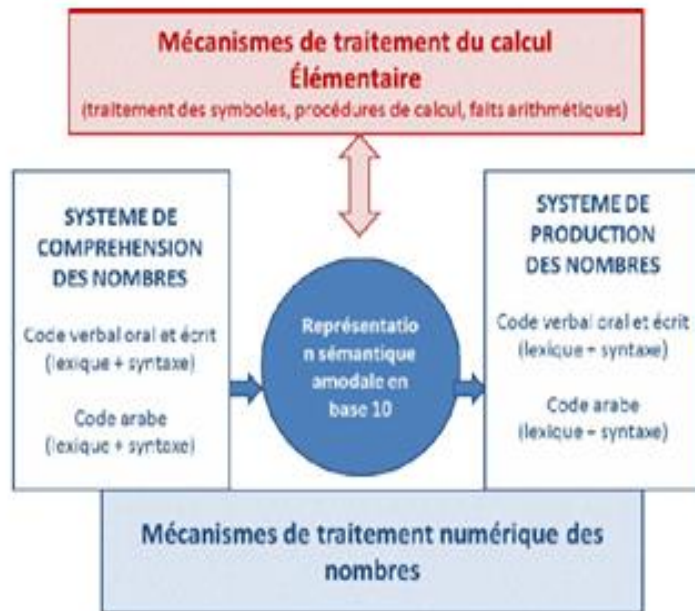 Mécanismes de traitement du calcul
Élémentaire
(traitement des symboles, procédures de calcul, faits arithmétiques)
SYSTEME DE
COMPREHENSION
DES NOMBRES
Code verbal oral et écrit
(lexique + syntaxe)
Code arabe
(lexique + syntaxe)
Représentatio
n sémantique
amodale en
base 10
SYSTEME DE
PRODUCTION
DES NOMBRES
Code verbal oral et écrit
(lexique + syntaxe)
Code arabe
(lexique + syntaxe)
Mécanismes de traitement numérique des
nombres